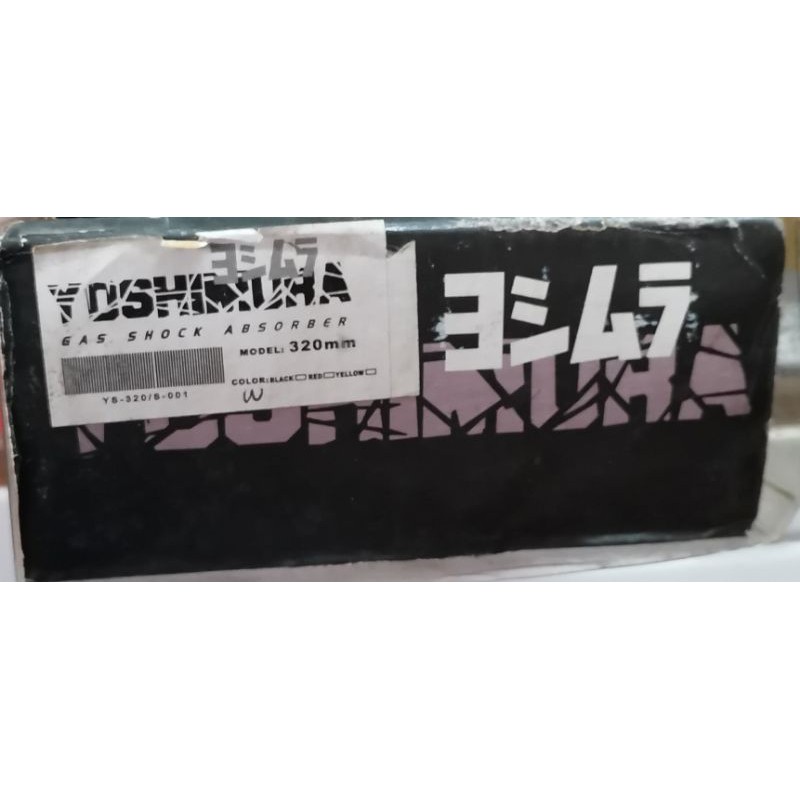 ヨシムラ
YOSHIMURA
GAS SHOCK ABSORBER
MODEL: 320mm
COLOR: BLACK□ RED□ YELLOW□
YS-320/S-001
W
ヨシムラ
YOSHIMURA